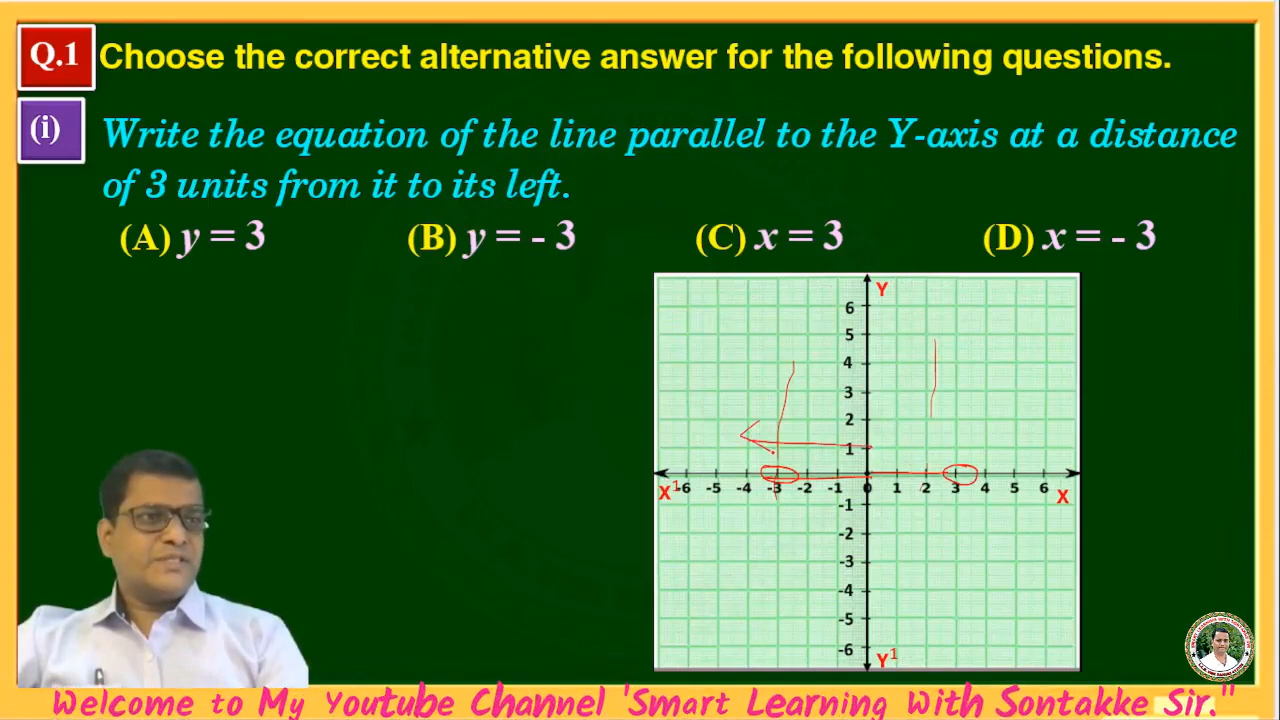 Q.1 Choose the correct alternative answer for the following questions.
(i) Write the equation of the line parallel to the Y-axis at a distance
of 3 units from it to its left.
(A) y = 3 (B) y = - 3 (C) x = 3 (D) x = - 3
Y
6
5
4
3
2
1
X¹ -6 -5 -4 -3 -2 -1 0 1 2 3 4 5 6 X
-1
-2
-3
-4
-5
-6
Y¹
Welcome to My Youtube Channel 'Smart Learning With Sontakke Sir."